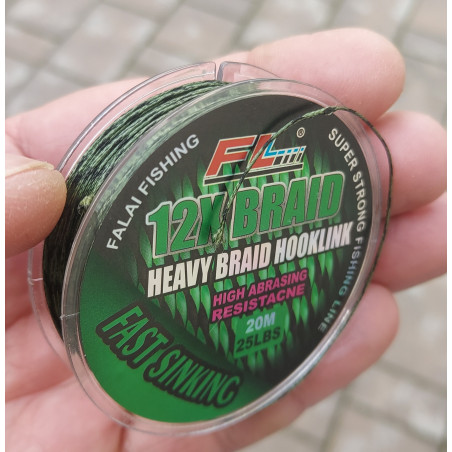 FALAI FISHING
FL ®
SUPER STRONG FISHING LINE
12X BRAID
HEAVY BRAID HOOKLINK
HIGH ABRASING
RESISTACNE
20M
25LBS
FAST SINKING